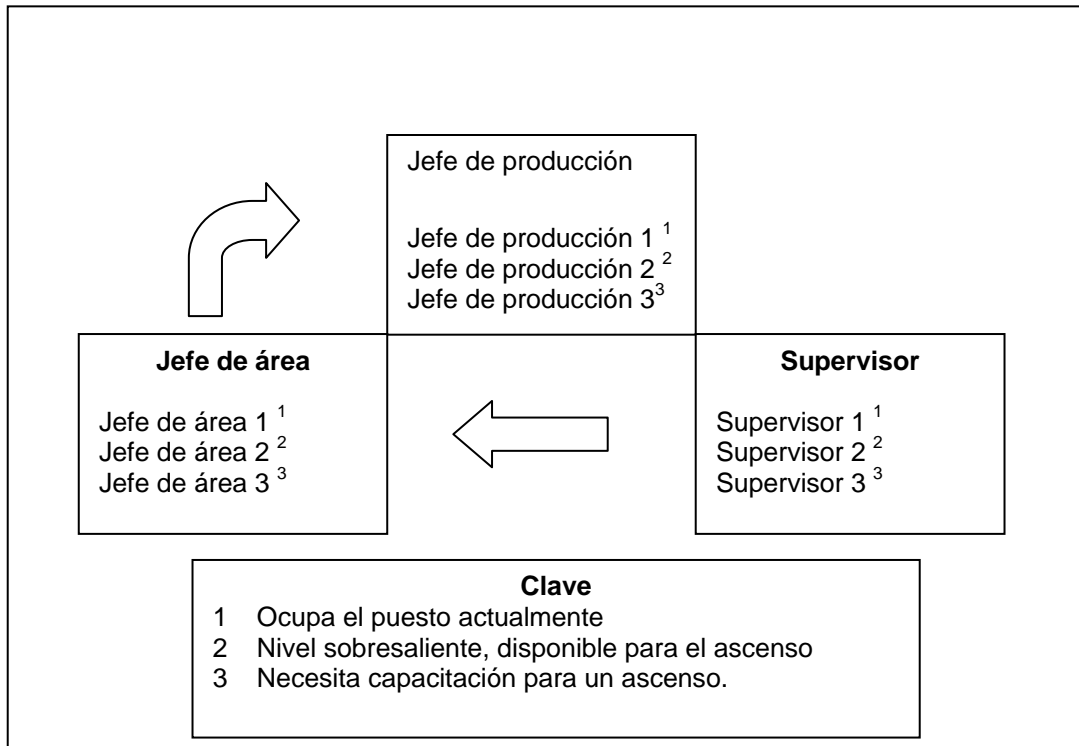 Jefe de producción
Jefe de producción 1 ¹
Jefe de producción 2 ²
Jefe de producción 3³
Jefe de área
Jefe de área 1 ¹
Jefe de área 2 ²
Jefe de área 3 ³
Supervisor
Supervisor 1 ¹
Supervisor 2 ²
Supervisor 3 ³
Clave
1 Ocupa el puesto actualmente
2 Nivel sobresaliente, disponible para el ascenso
3 Necesita capacitación para un ascenso.